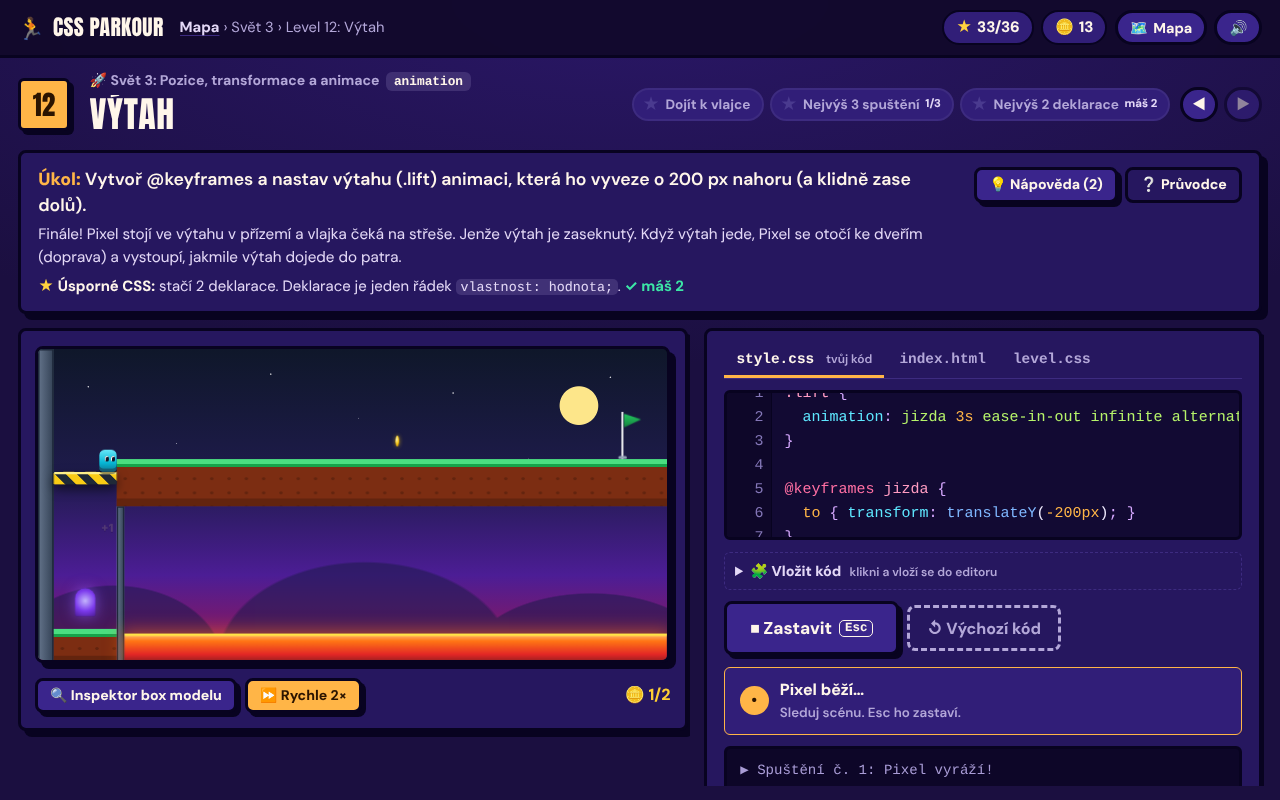 CSS PARKOUR
Mapa › Svět 3 › Level 12: Výtah
33/36
13
Mapa
12
Svět 3: Pozice, transformace a animace animation
VÝTAH
Dojít k vlajce
Nejvýš 3 spuštění 1/3
Nejvýš 2 deklarace máš 2
Úkol: Vytvoř @keyframes a nastav výtahu (.lift) animaci, která ho vyveze o 200 px nahoru (a klidně zase
dolů).
Finále! Pixel stojí ve výtahu v přízemí a vlajka čeká na střeše. Jenže výtah je zaseknutý. Když výtah jede, Pixel se otočí ke dveřím
(doprava) a vystoupí, jakmile výtah dojede do patra.
★ Úsporné CSS: stačí 2 deklarace. Deklarace je jeden řádek vlastnost: hodnota;. ✓ máš 2
Nápověda (2)
? Průvodce
+1
Inspektor box modelu
Rychle 2×
1/2
style.css tvůj kód
index.html
level.css
1 .lift {
2 animation: jizda 3s ease-in-out infinite alternat
3 }
4
5 @keyframes jizda {
6 to { transform: translateY(-200px); }
7 }
▶ Vložit kód klikni a vloží se do editoru
■ Zastavit Esc
↺ Výchozí kód
Pixel běží…
Sleduj scénu. Esc ho zastaví.
▶ Spuštění č. 1: Pixel vyráží!